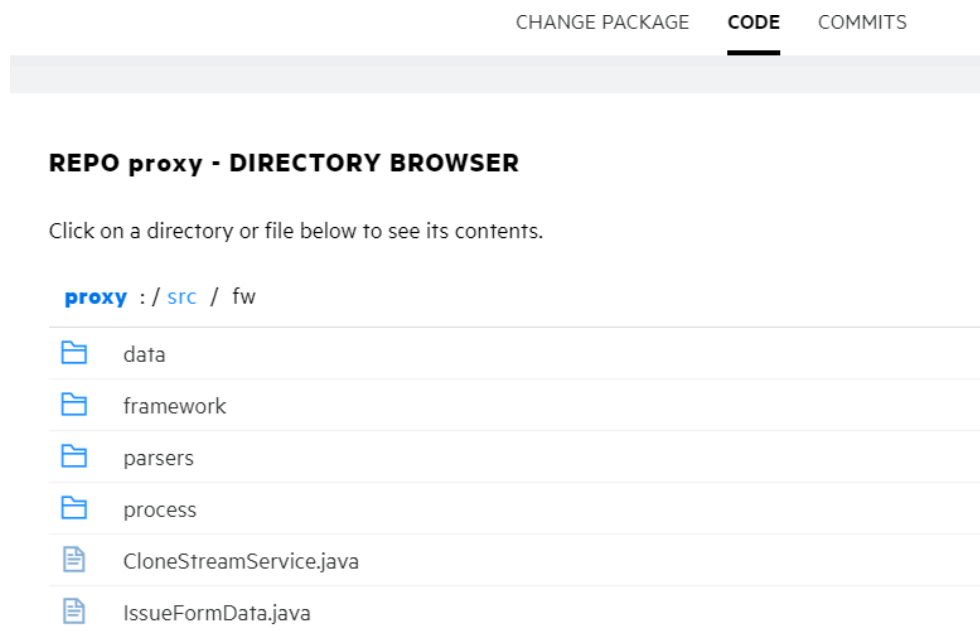 CHANGE PACKAGE CODE COMMITS
REPO proxy - DIRECTORY BROWSER
Click on a directory or file below to see its contents.
proxy : / src / fw
data
framework
parsers
process
CloneStreamService.java
IssueFormData.java